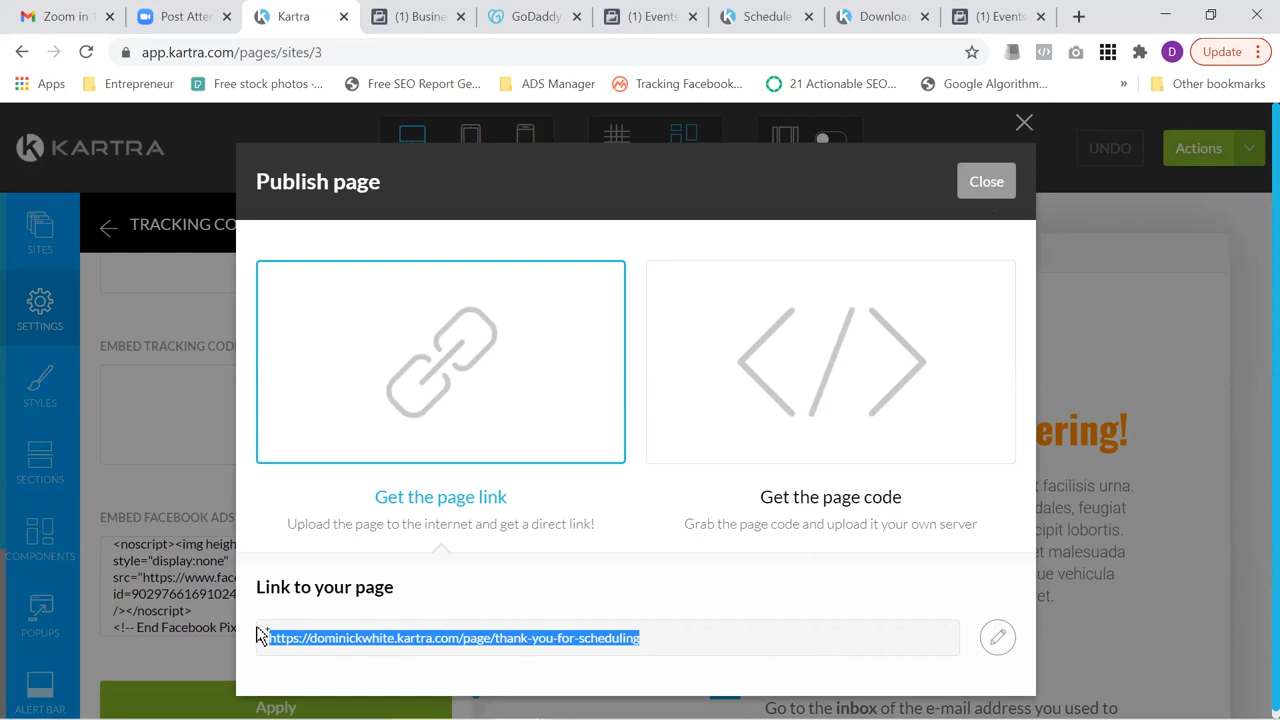 Zoom in
Post Atter
Kartra
(1) Busine
GoDaddy
(1) Events
Schedule
Download
(1) Events
app.kartra.com/pages/sites/3
D
Update
Apps
Entrepreneur
Free stock photos ·...
Free SEO Report Ge...
ADS Manager
Tracking Facebook...
21 Actionable SEO...
Google Algorithm...
»
Other bookmarks
KARTRA
UNDO
Actions
Publish page
Close
SITES
SETTINGS
STYLES
SECTIONS
COMPONENTS
POPUPS
ALERT BAR
TRACKING CO
EMBED TRACKING CODE
EMBED FACEBOOK ADS
<noscript><img heigh
style="display:none"
src="https://www.face
id=90297661691024
/></noscript>
<!-- End Facebook Pix
Apply
Get the page link
Upload the page to the internet and get a direct link!
Get the page code
Grab the page code and upload it your own server
Link to your page
https://dominickwhite.kartra.com/page/thank-you-for-scheduling
ering!
facilisis urna.
dales, feugiat
cipit lobortis.
et malesuada
ue vehicula
et.
Go to the inbox of the e-mail address you used to